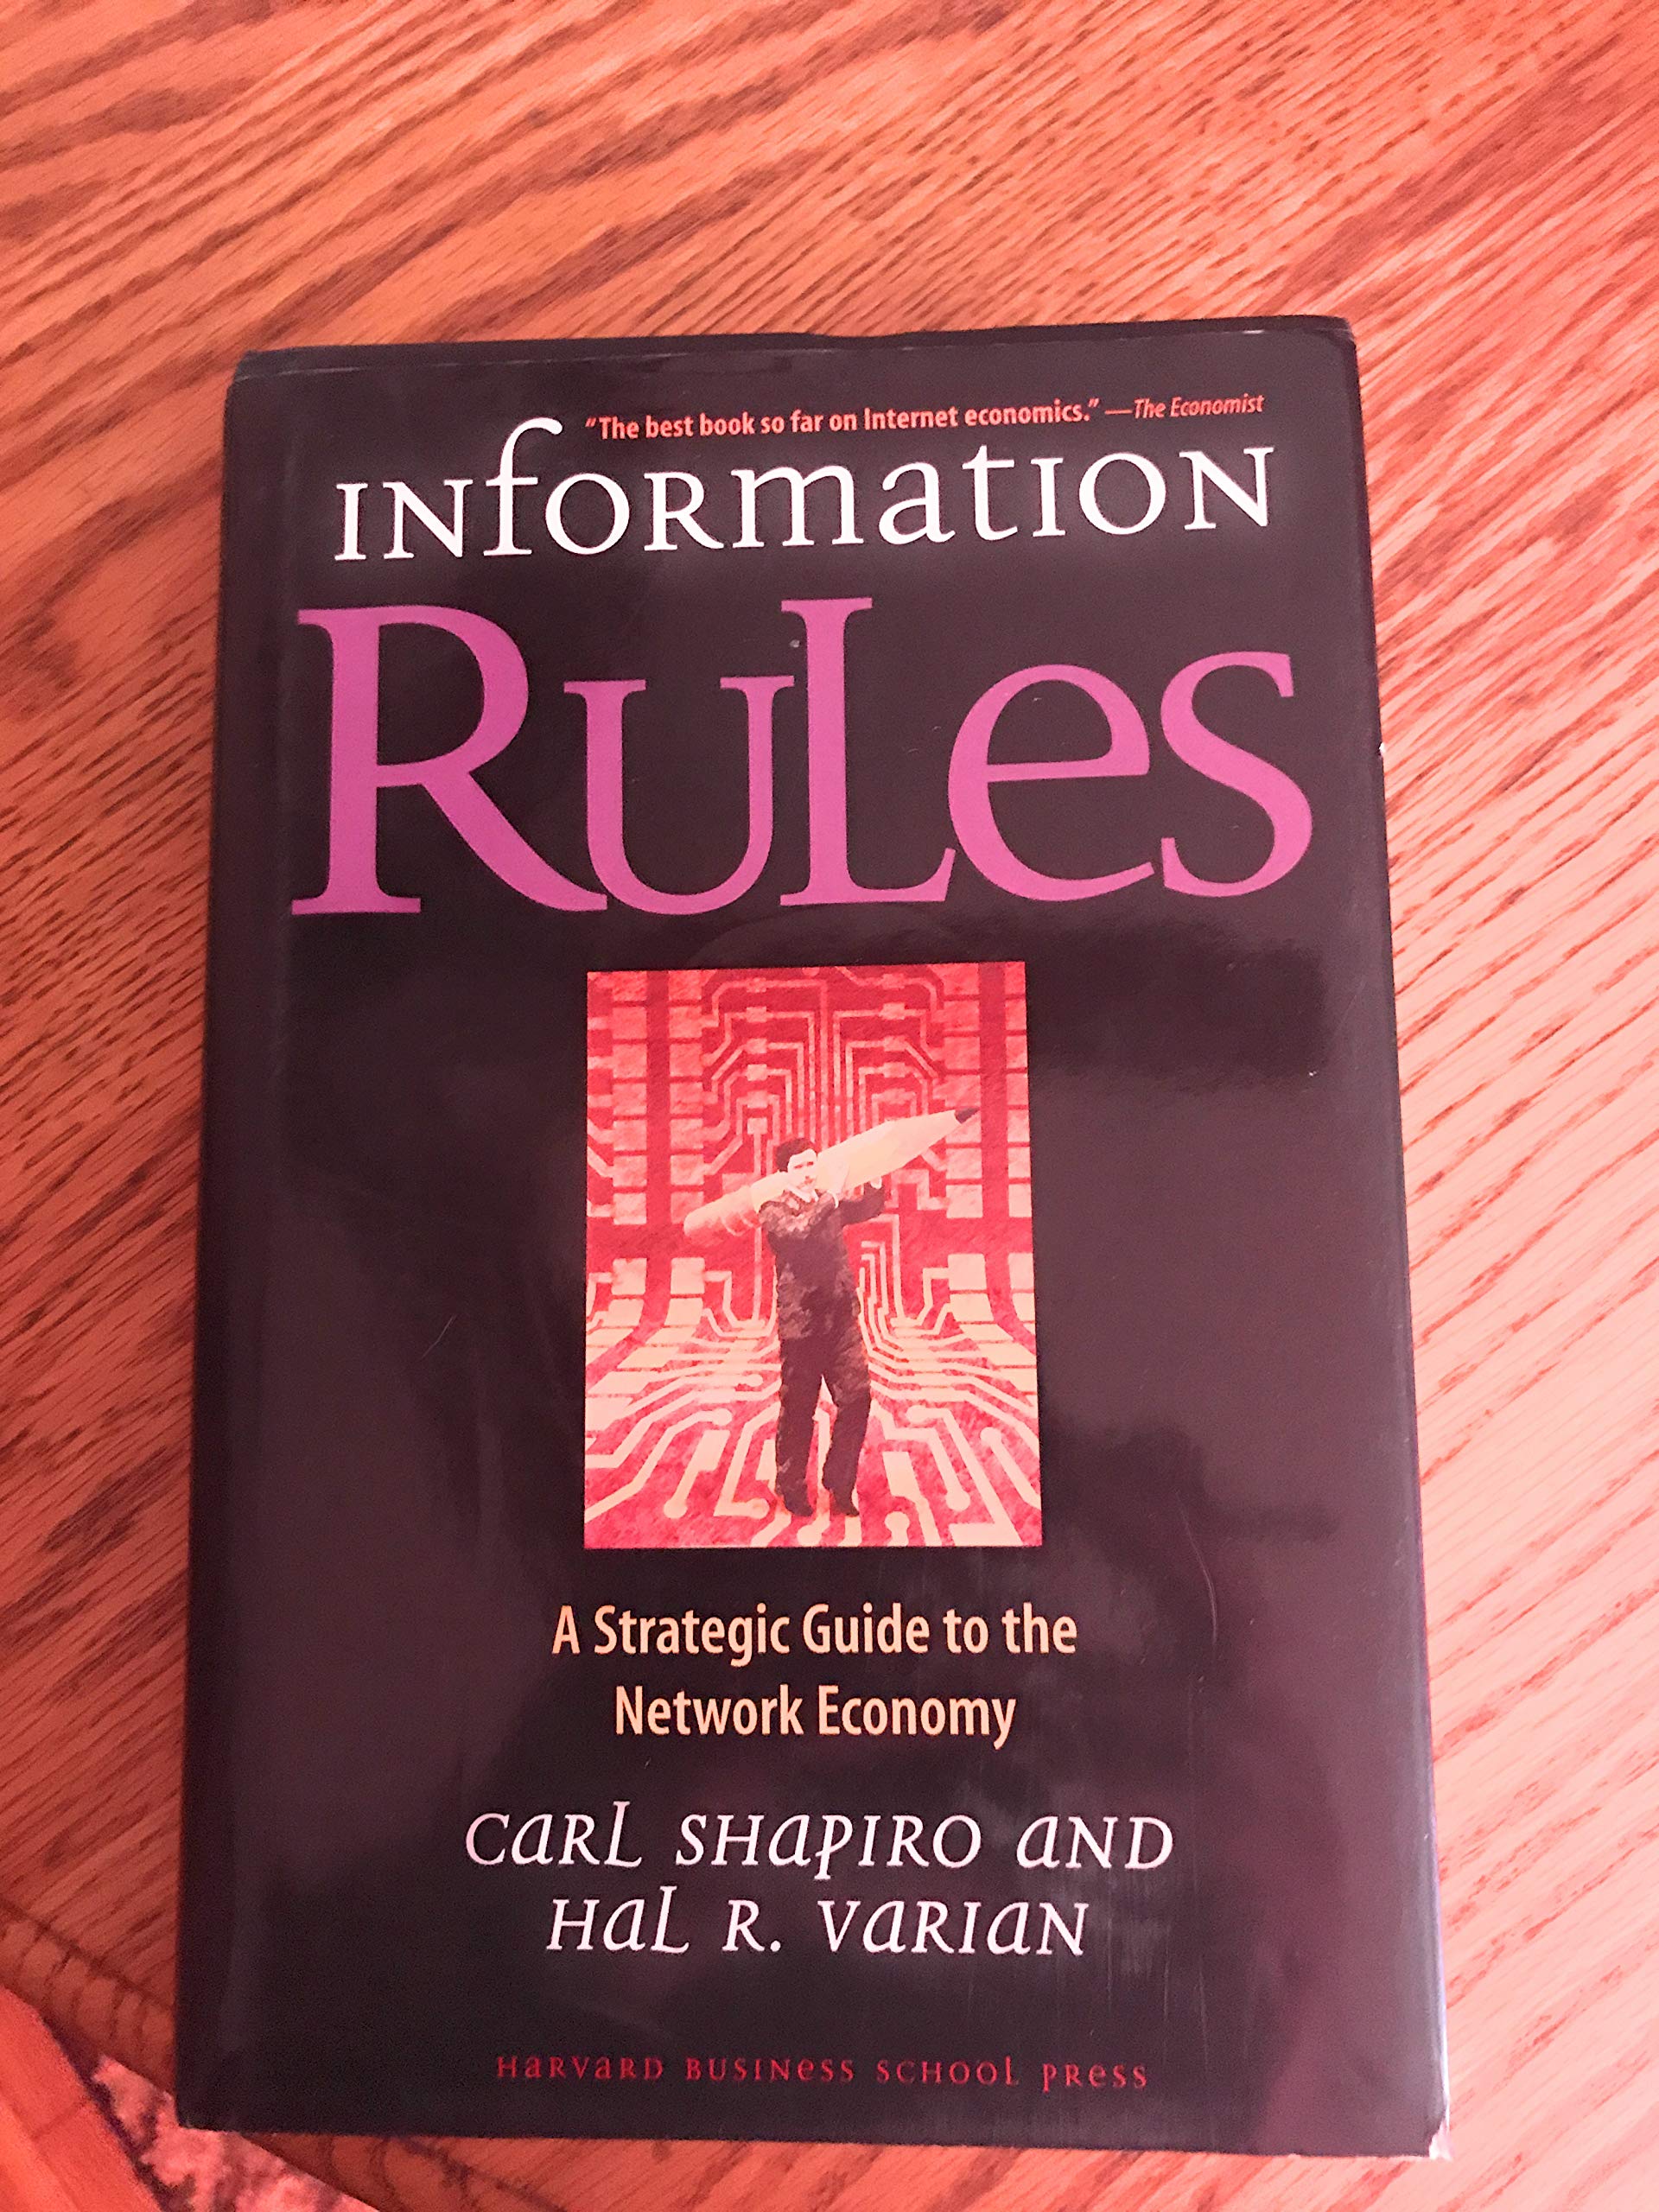 "The best book so far on Internet economics." —The Economist
INfORmatION
RuLes
A Strategic Guide to the
Network Economy
CaRL SHaPIRO aND
HaL R. VaRIaN
HaRVaRD BUSINess SCHOOL PRess